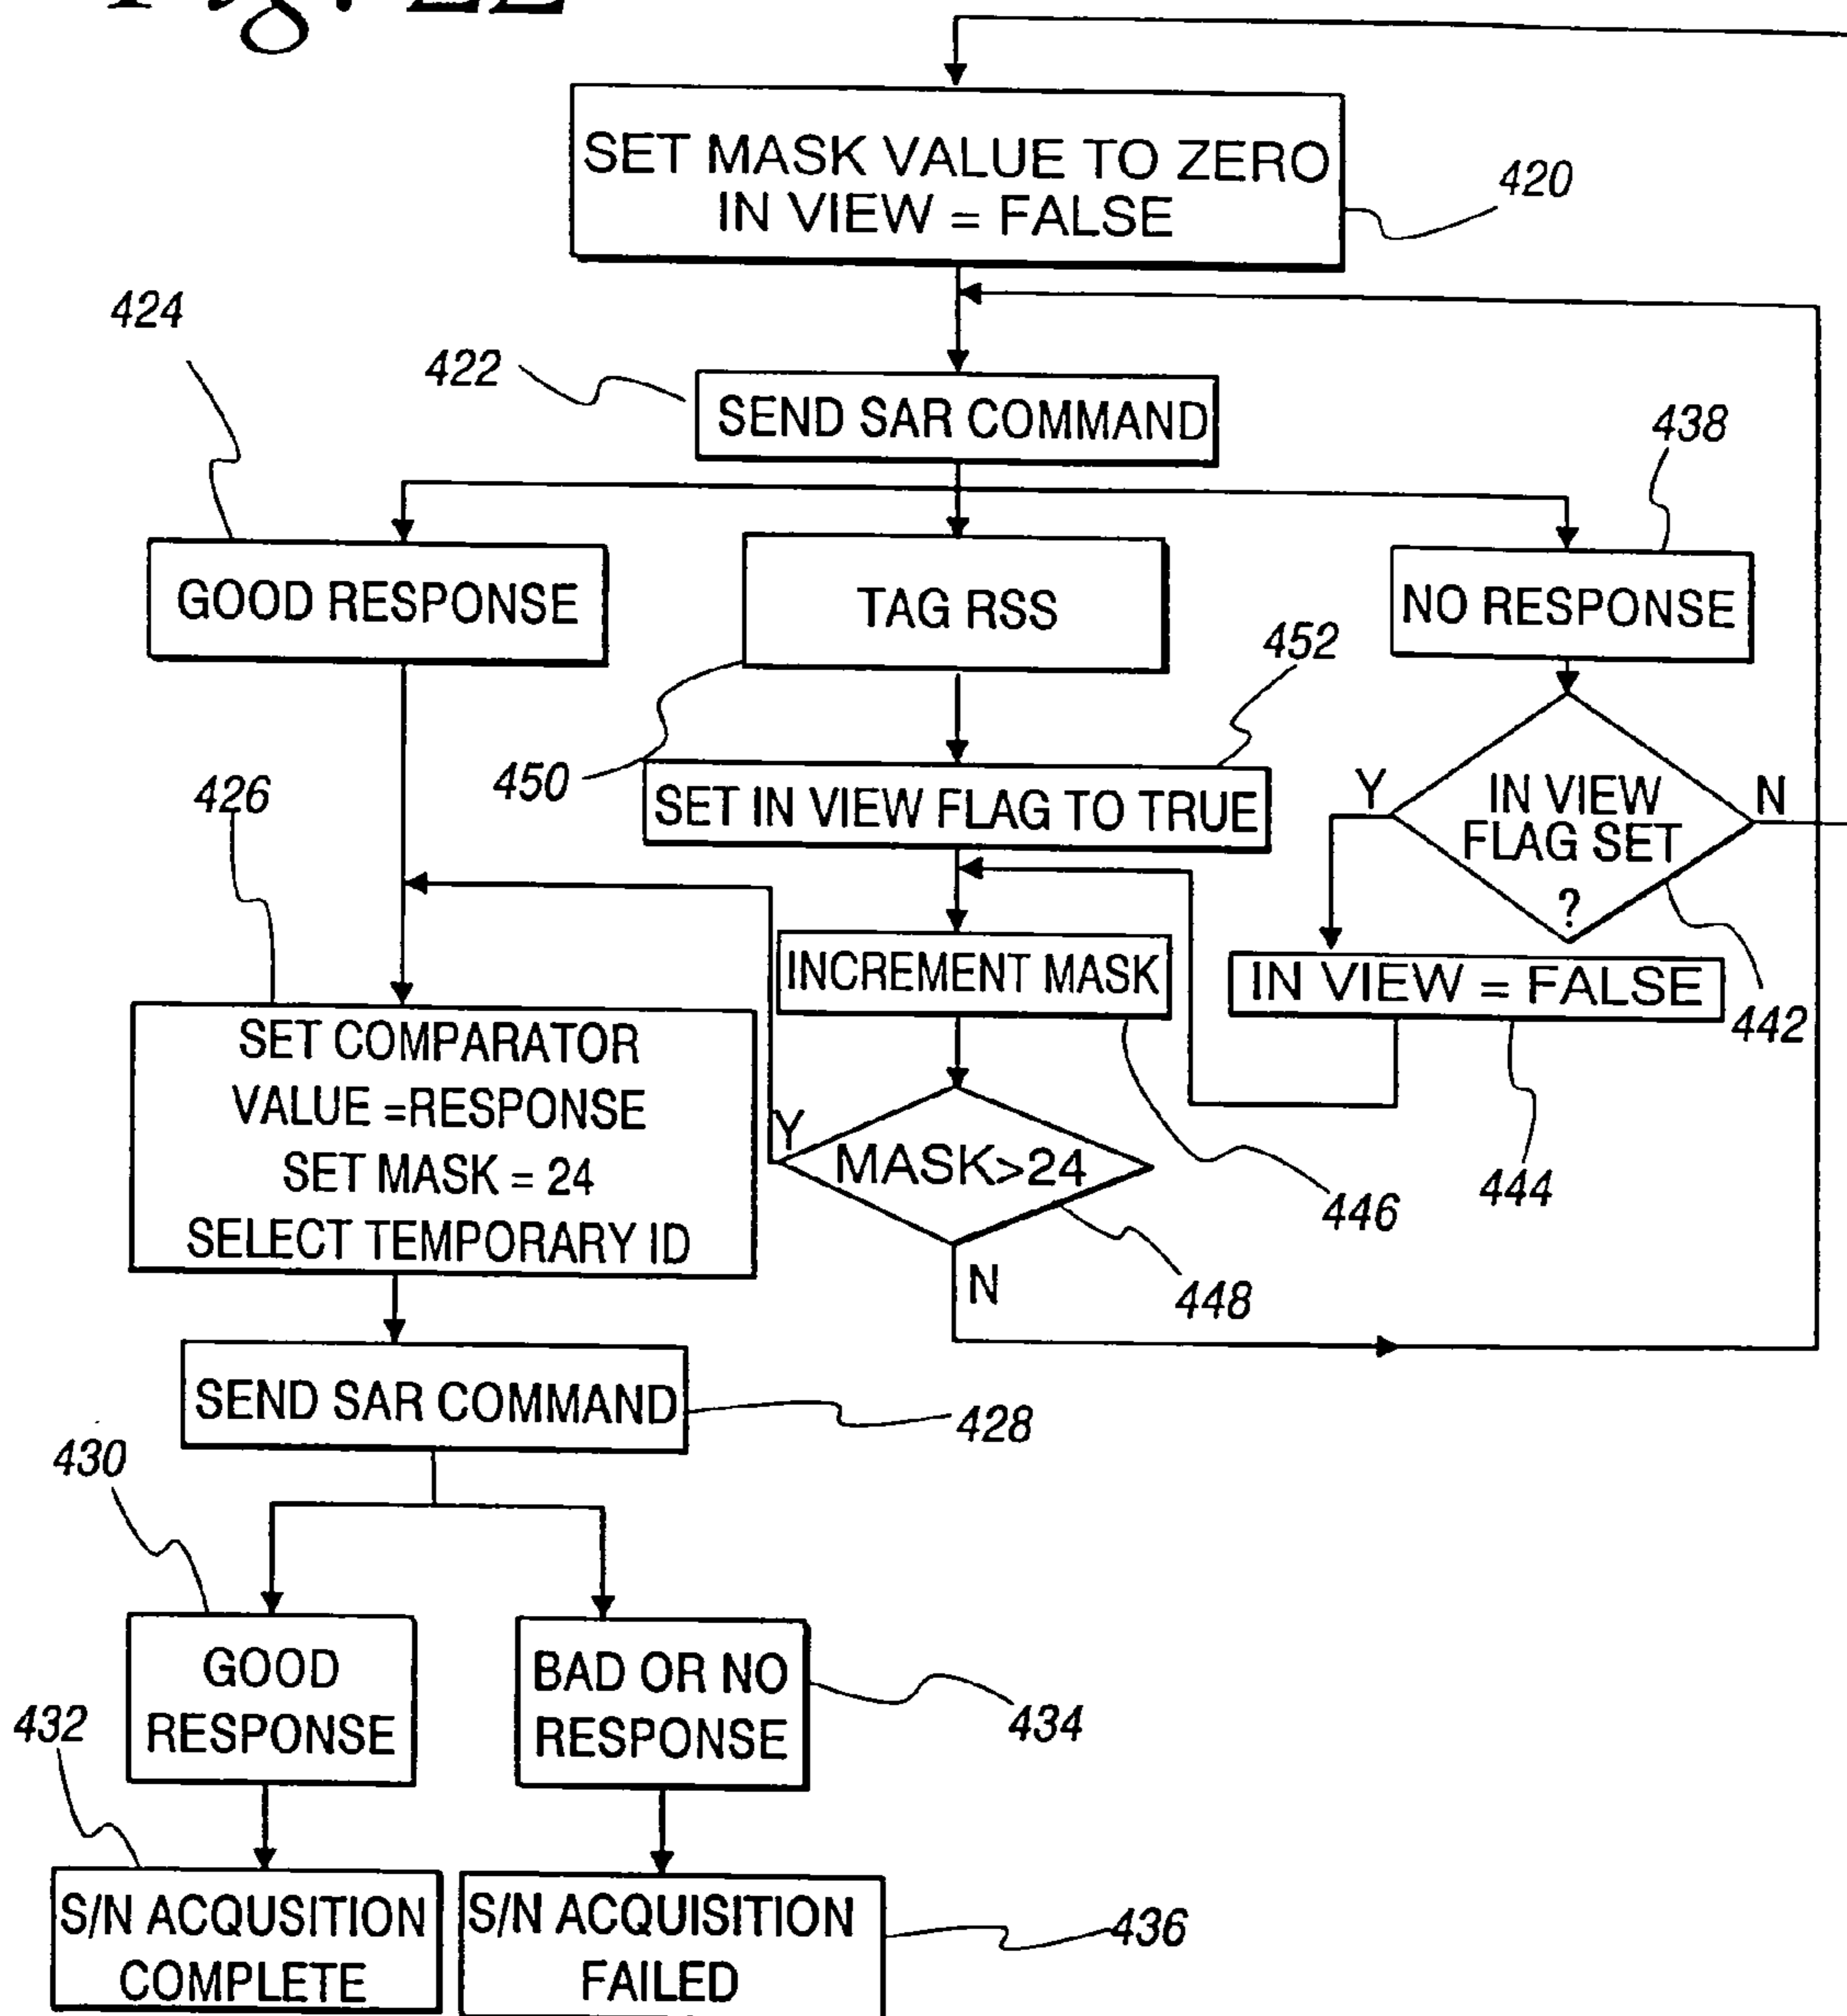 Fig. 22
SET MASK VALUE TO ZERO
IN VIEW = FALSE
420
424
422
SEND SAR COMMAND
438
GOOD RESPONSE
TAG RSS
NO RESPONSE
452
450
SET IN VIEW FLAG TO TRUE
Y
IN VIEW
FLAG SET
?
N
426
INCREMENT MASK
IN VIEW = FALSE
442
SET COMPARATOR
VALUE =RESPONSE
SET MASK = 24
SELECT TEMPORARY ID
Y
MASK>24
446
444
N
448
SEND SAR COMMAND
428
430
GOOD
RESPONSE
BAD OR NO
RESPONSE
434
432
S/N ACQUSITION
COMPLETE
S/N ACQUISITION
FAILED
436